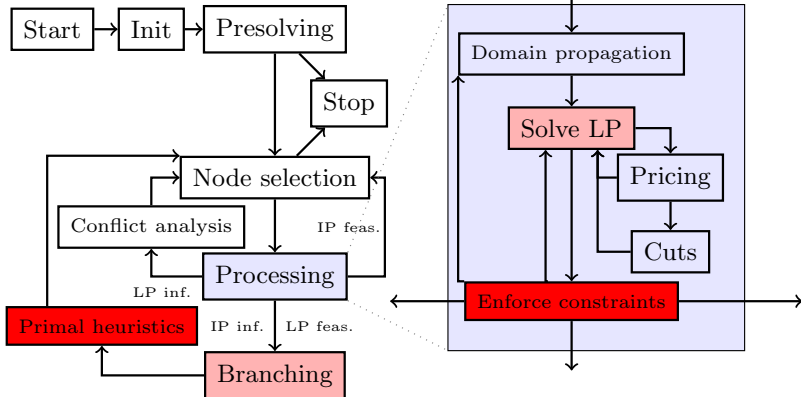 Start
Init
Presolving
Stop
Node selection
Conflict analysis
IP feas.
Processing
LP inf.
Primal heuristics
IP inf.
LP feas.
Branching
Domain propagation
Solve LP
Pricing
Cuts
Enforce constraints